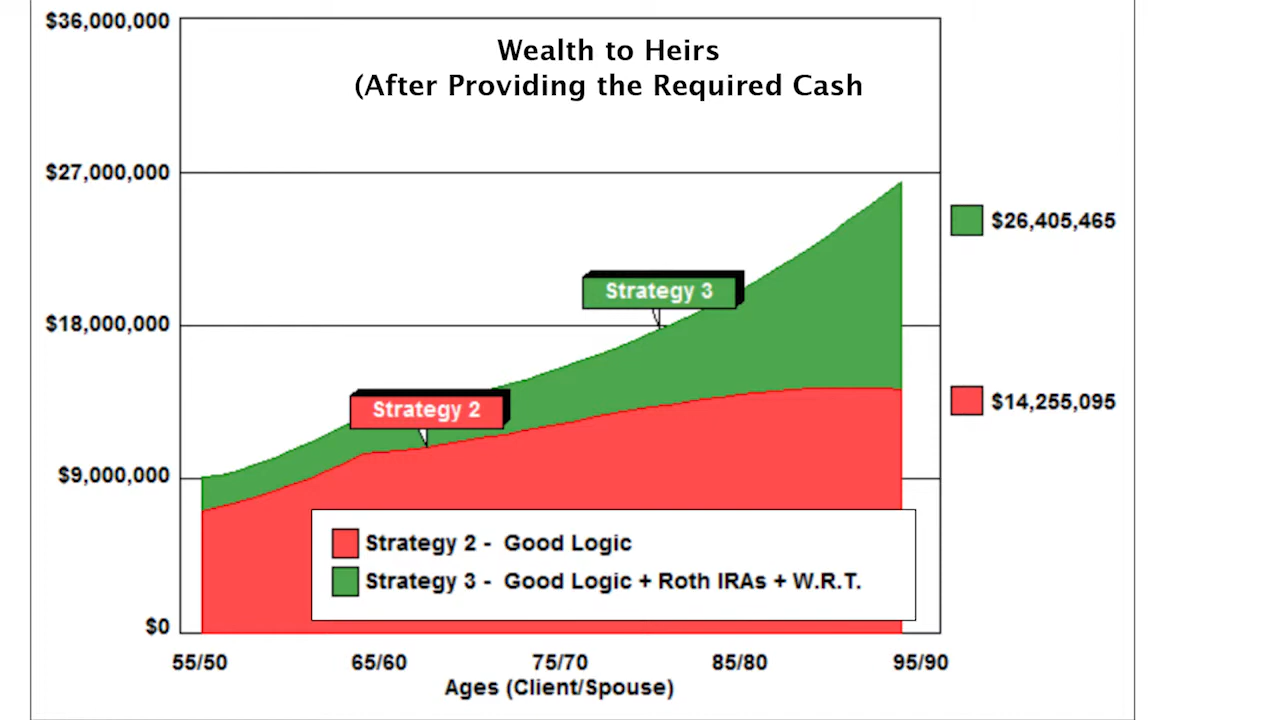 $36,000,000
Wealth to Heirs
(After Providing the Required Cash
$27,000,000
$26,405,465
Strategy 3
$18,000,000
$14,255,095
Strategy 2
$9,000,000
Strategy 2 - Good Logic
Strategy 3 - Good Logic + Roth IRAs + W.R.T.
$0
55/50 65/60 75/70 85/80 95/90
Ages (Client/Spouse)